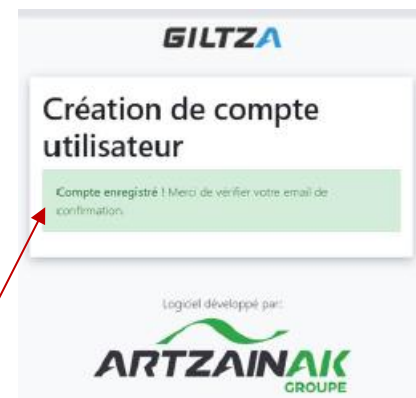 GILTZA
Création de compte
utilisateur
Compte enregistré ! Merci de vérifier votre email de
confirmation.
Logiciel développé par:
ARTZAINAK
GROUPE